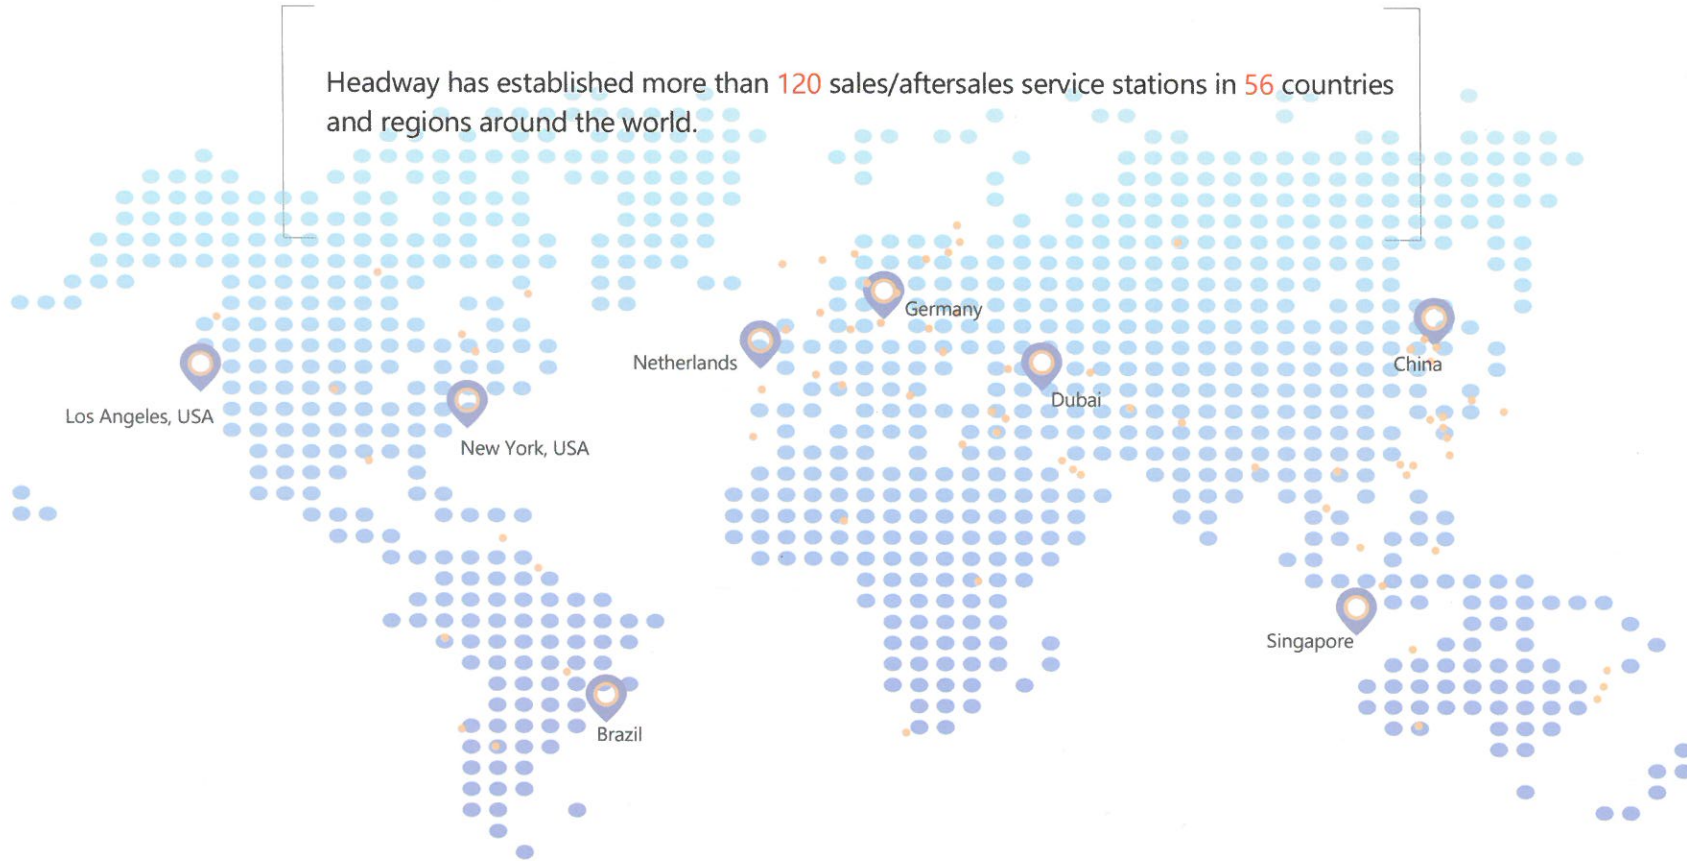 Headway has established more than 120 sales/aftersales service stations in 56 countries
and regions around the world.
Germany
Netherlands
China
Los Angeles, USA
Dubai
New York, USA
Singapore
Brazil